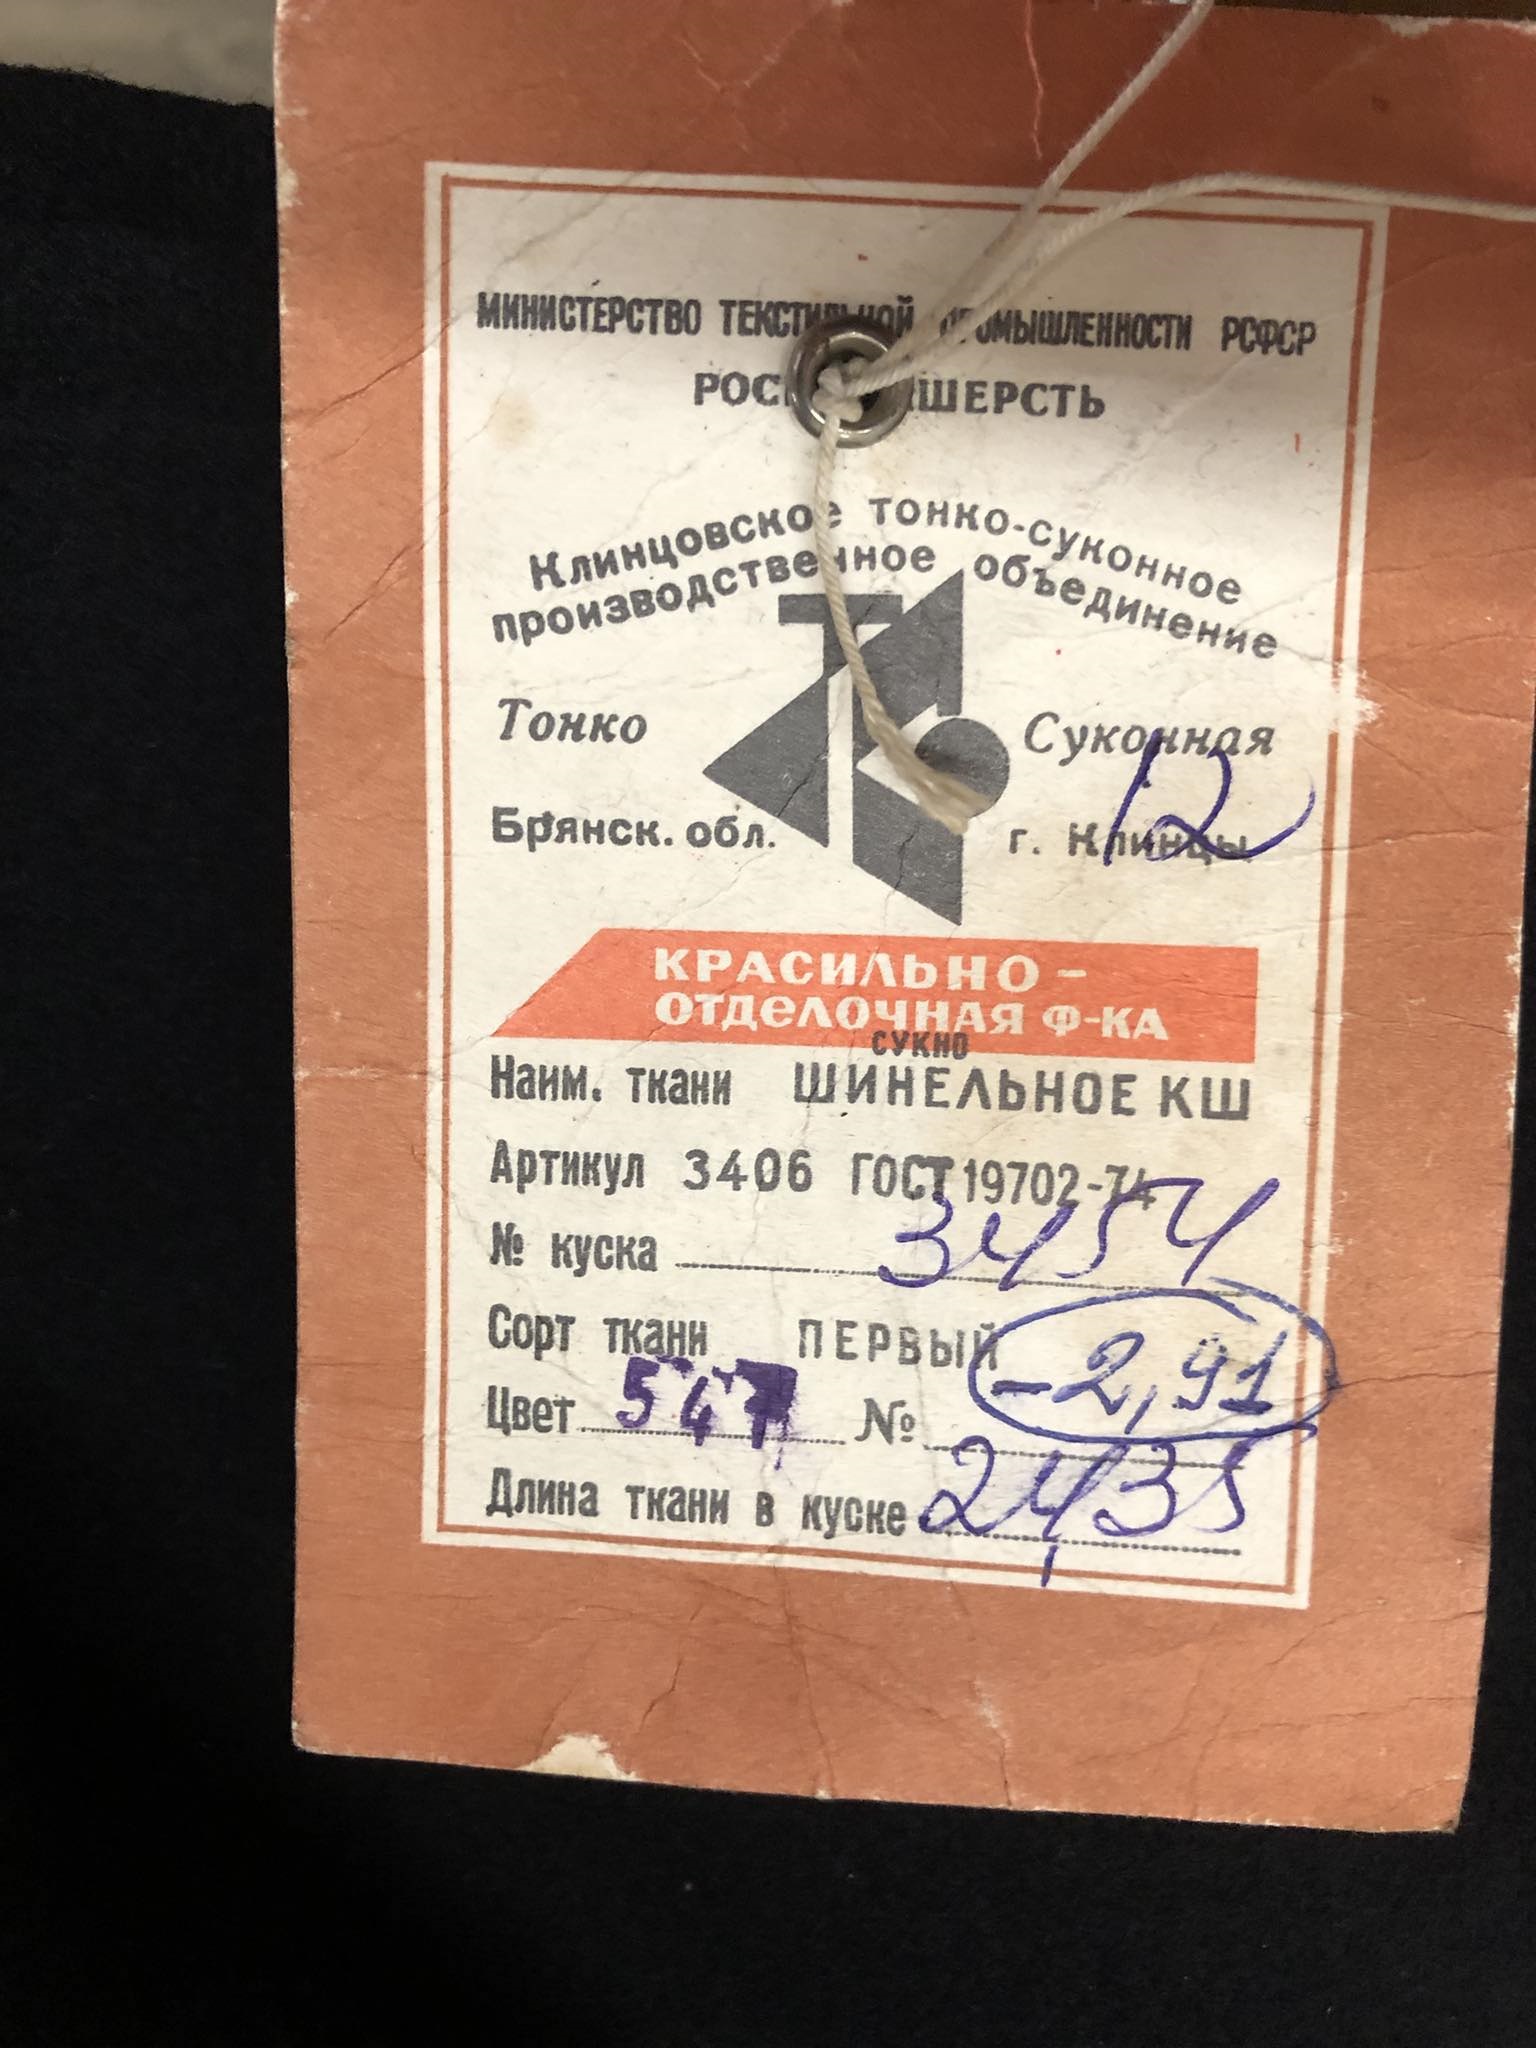 МИНИСТЕРСТВО ТЕКСТИЛЬНОЙ ПРОМЫШЛЕННОСТИ РСФСР
Клинцовское тонко-суконное
производственное объединение
Тонко Суконная
Брянск. обл. г. Клинцы
12
КРАСИЛЬНО-
ОТДЕЛОЧНАЯ Ф-КА
СУКНО
Наим. ткани ШИНЕЛЬНОЕ КШ
Артикул 3406 ГОСТ 19702-74
№ куска 3454
Сорт ткани ПЕРВЫЙ -2,91
Цвет 547 №
Длина ткани в куске 24,35